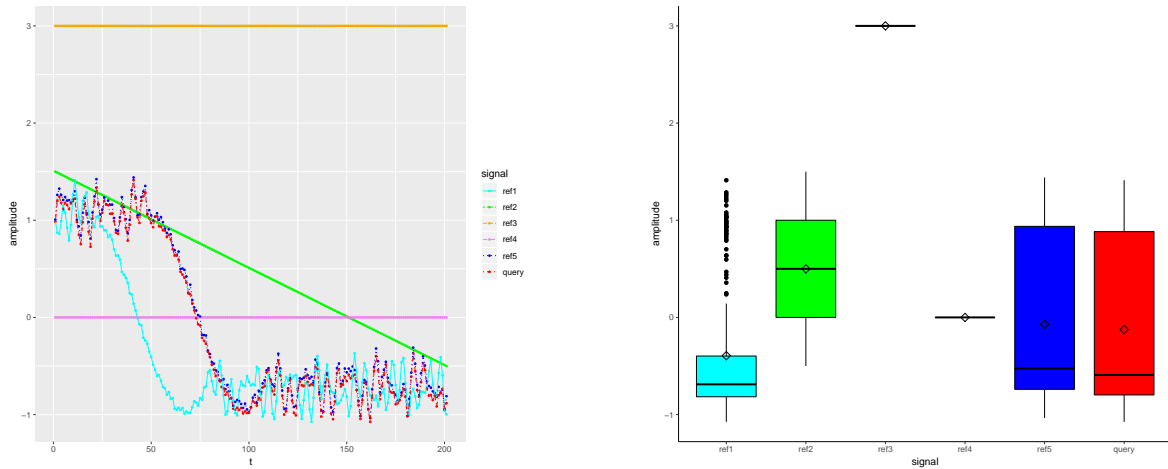 3
2
1
0
−1
amplitude
0
50
100
150
200
t
signal
ref1
ref2
ref3
ref4
ref5
query
3
2
1
0
−1
amplitude
ref1
ref2
ref3
ref4
ref5
query
signal